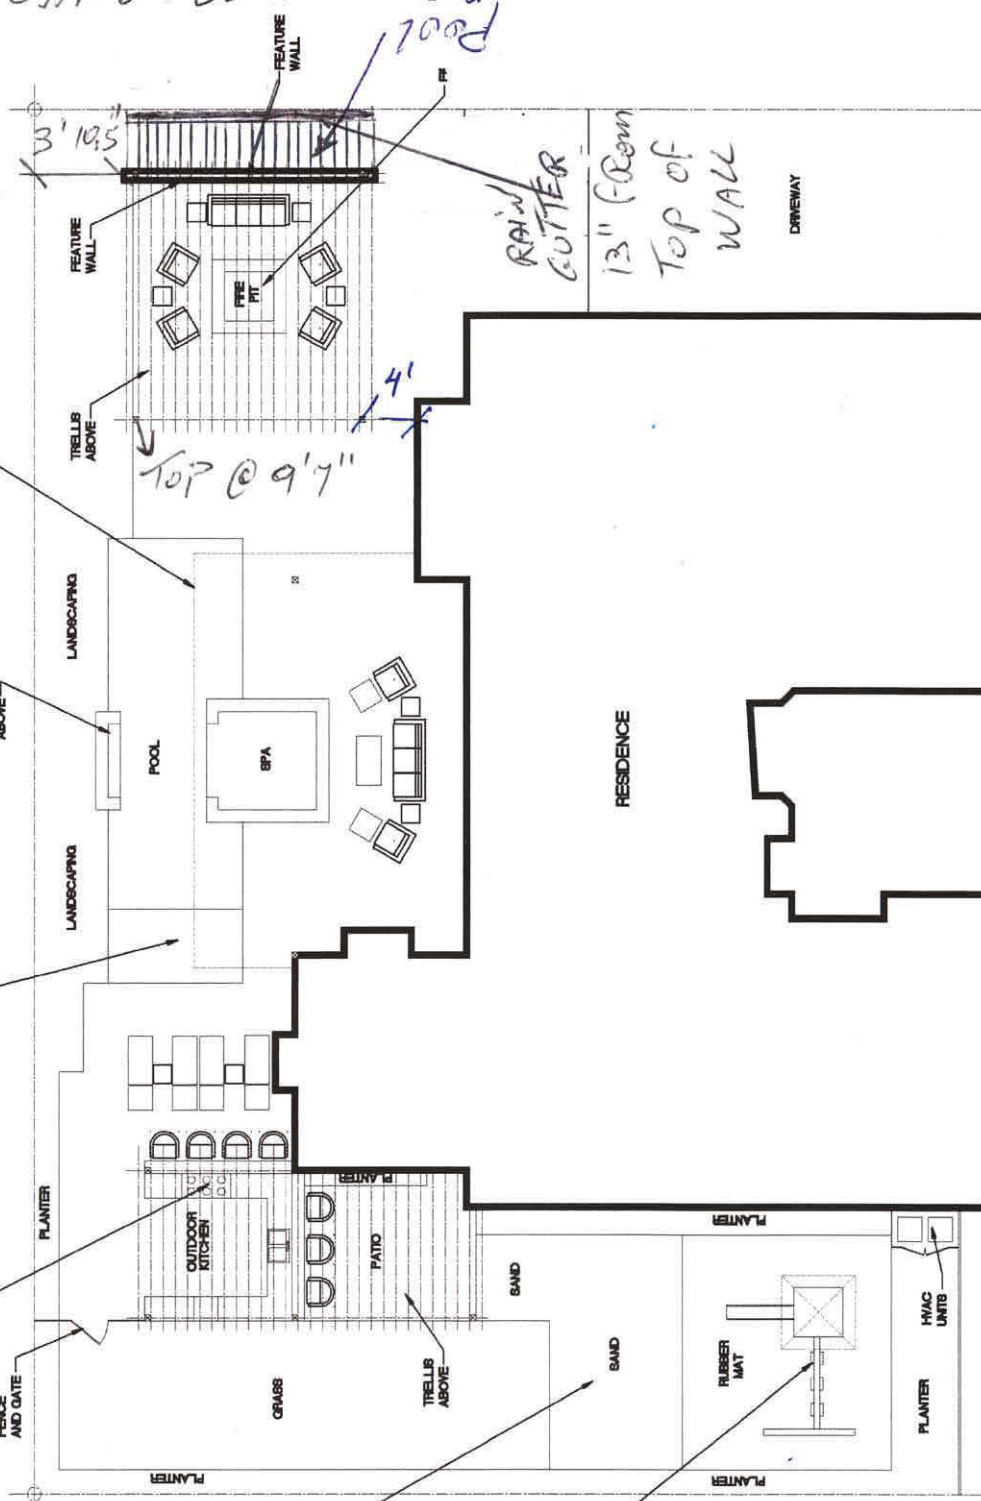 POOL
FEATURE
WALL
3' 10.5"
FEATURE
WALL
RAIN
GUTTER
13" FROM
TOP OF
WALL
DRIVEWAY
FIRE
PIT
TRELLIS
ABOVE
4'
TOP @ 9'7"
LANDSCAPING
ABOVE
POOL
SPA
RESIDENCE
LANDSCAPING
PLANTER
OUTDOOR
KITCHEN
PLANTER
PATIO
PLANTER
SAND
FENCE
AND GATE
GRASS
TRELLIS
ABOVE
SAND
RUBBER
MAT
HVAC
UNITS
PLANTER
PLANTER
PLANTER